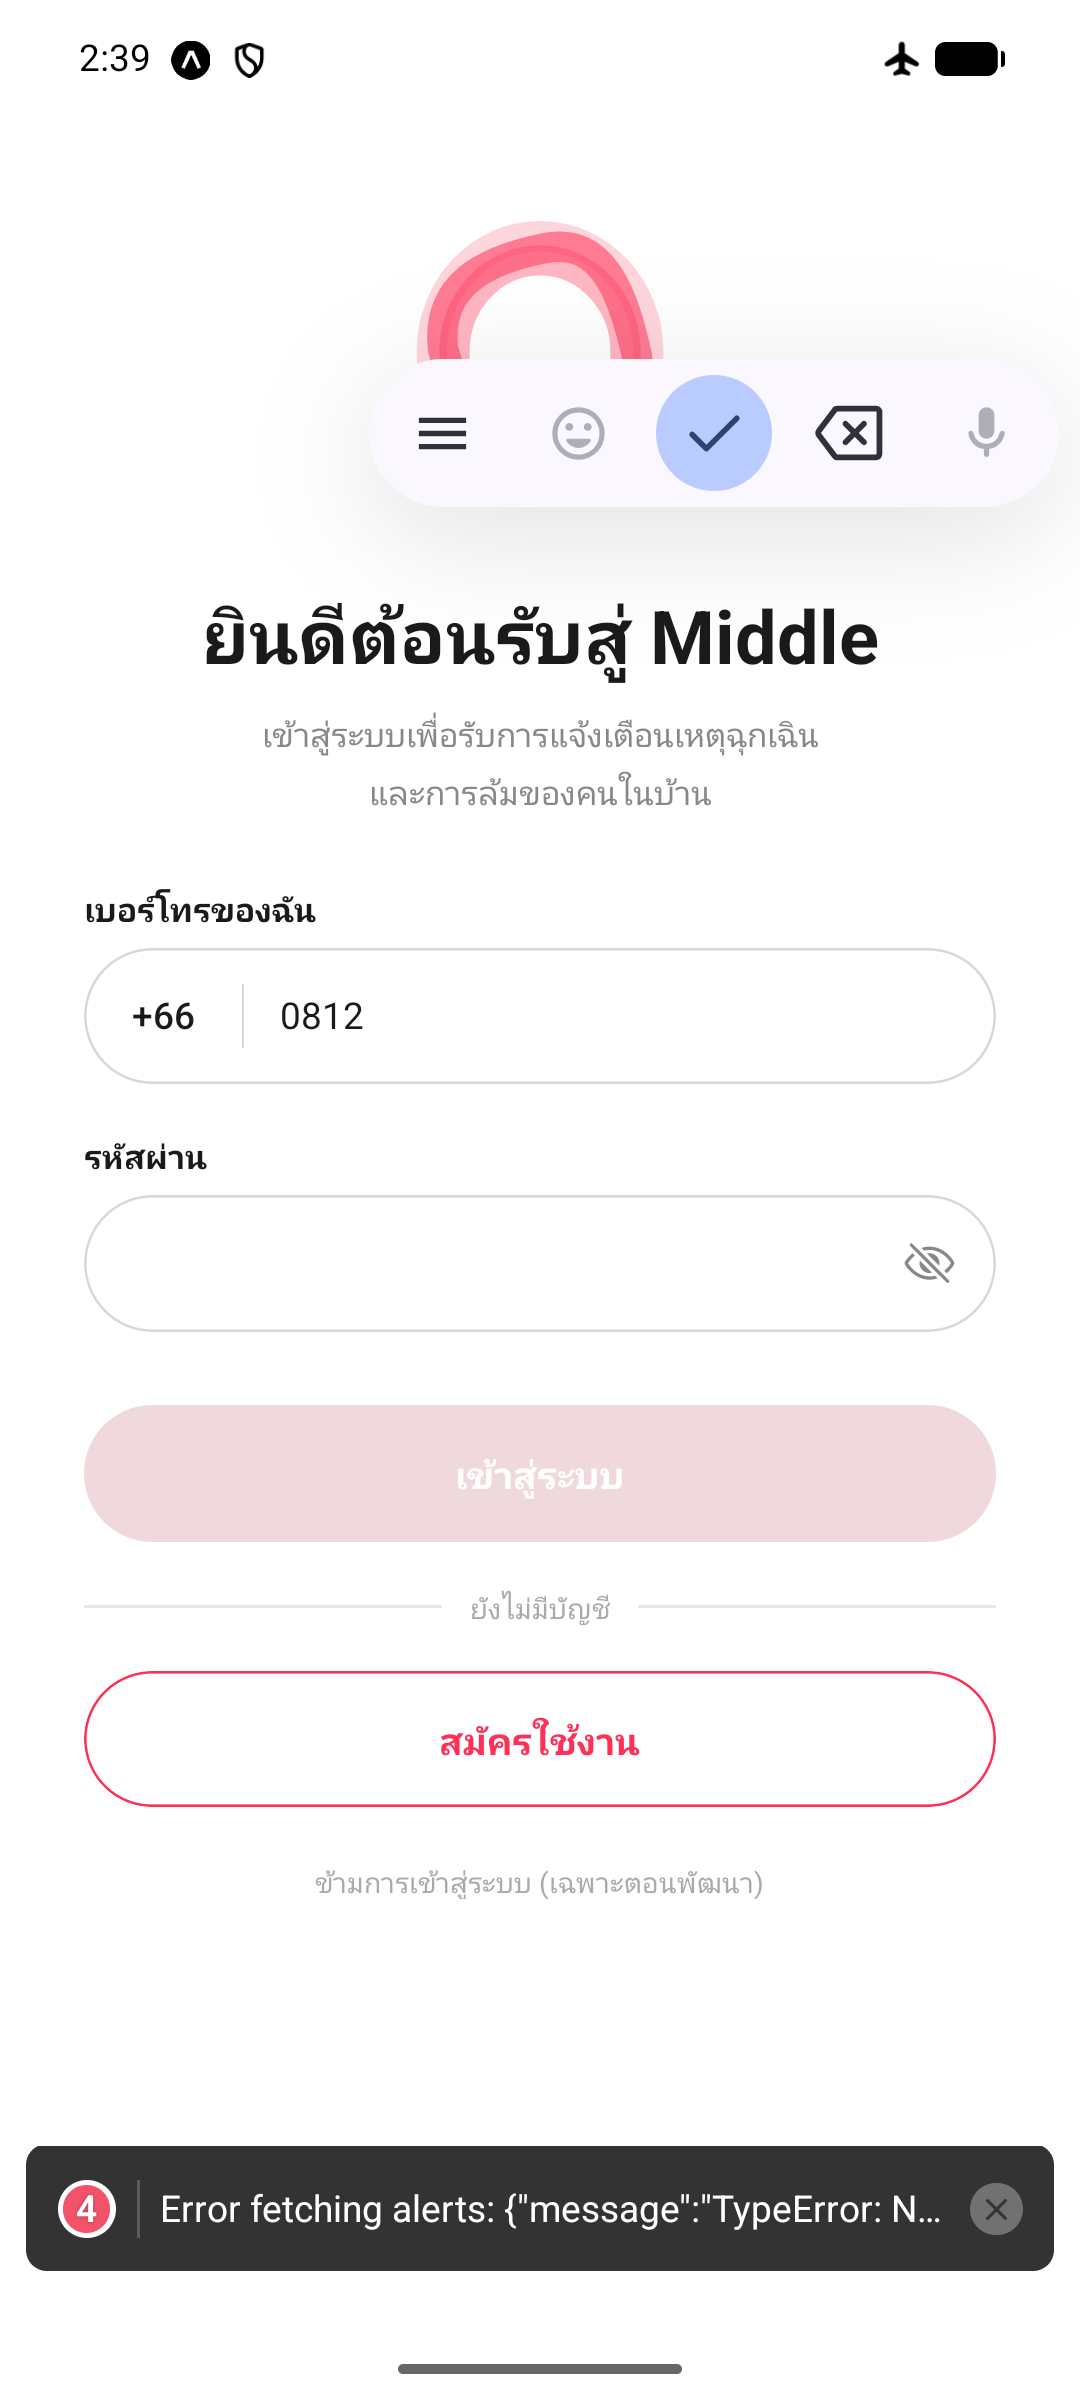 2:39
ยินดีต้อนรับสู่ Middle
เข้าสู่ระบบเพื่อรับการแจ้งเตือนเหตุฉุกเฉิน
และการล้มของคนในบ้าน
เบอร์โทรของฉัน
+66 0812
รหัสผ่าน
เข้าสู่ระบบ
ยังไม่มีบัญชี
สมัครใช้งาน
ข้ามการเข้าสู่ระบบ (เฉพาะตอนพัฒนา)
4 Error fetching alerts: {"message":"TypeError: N...